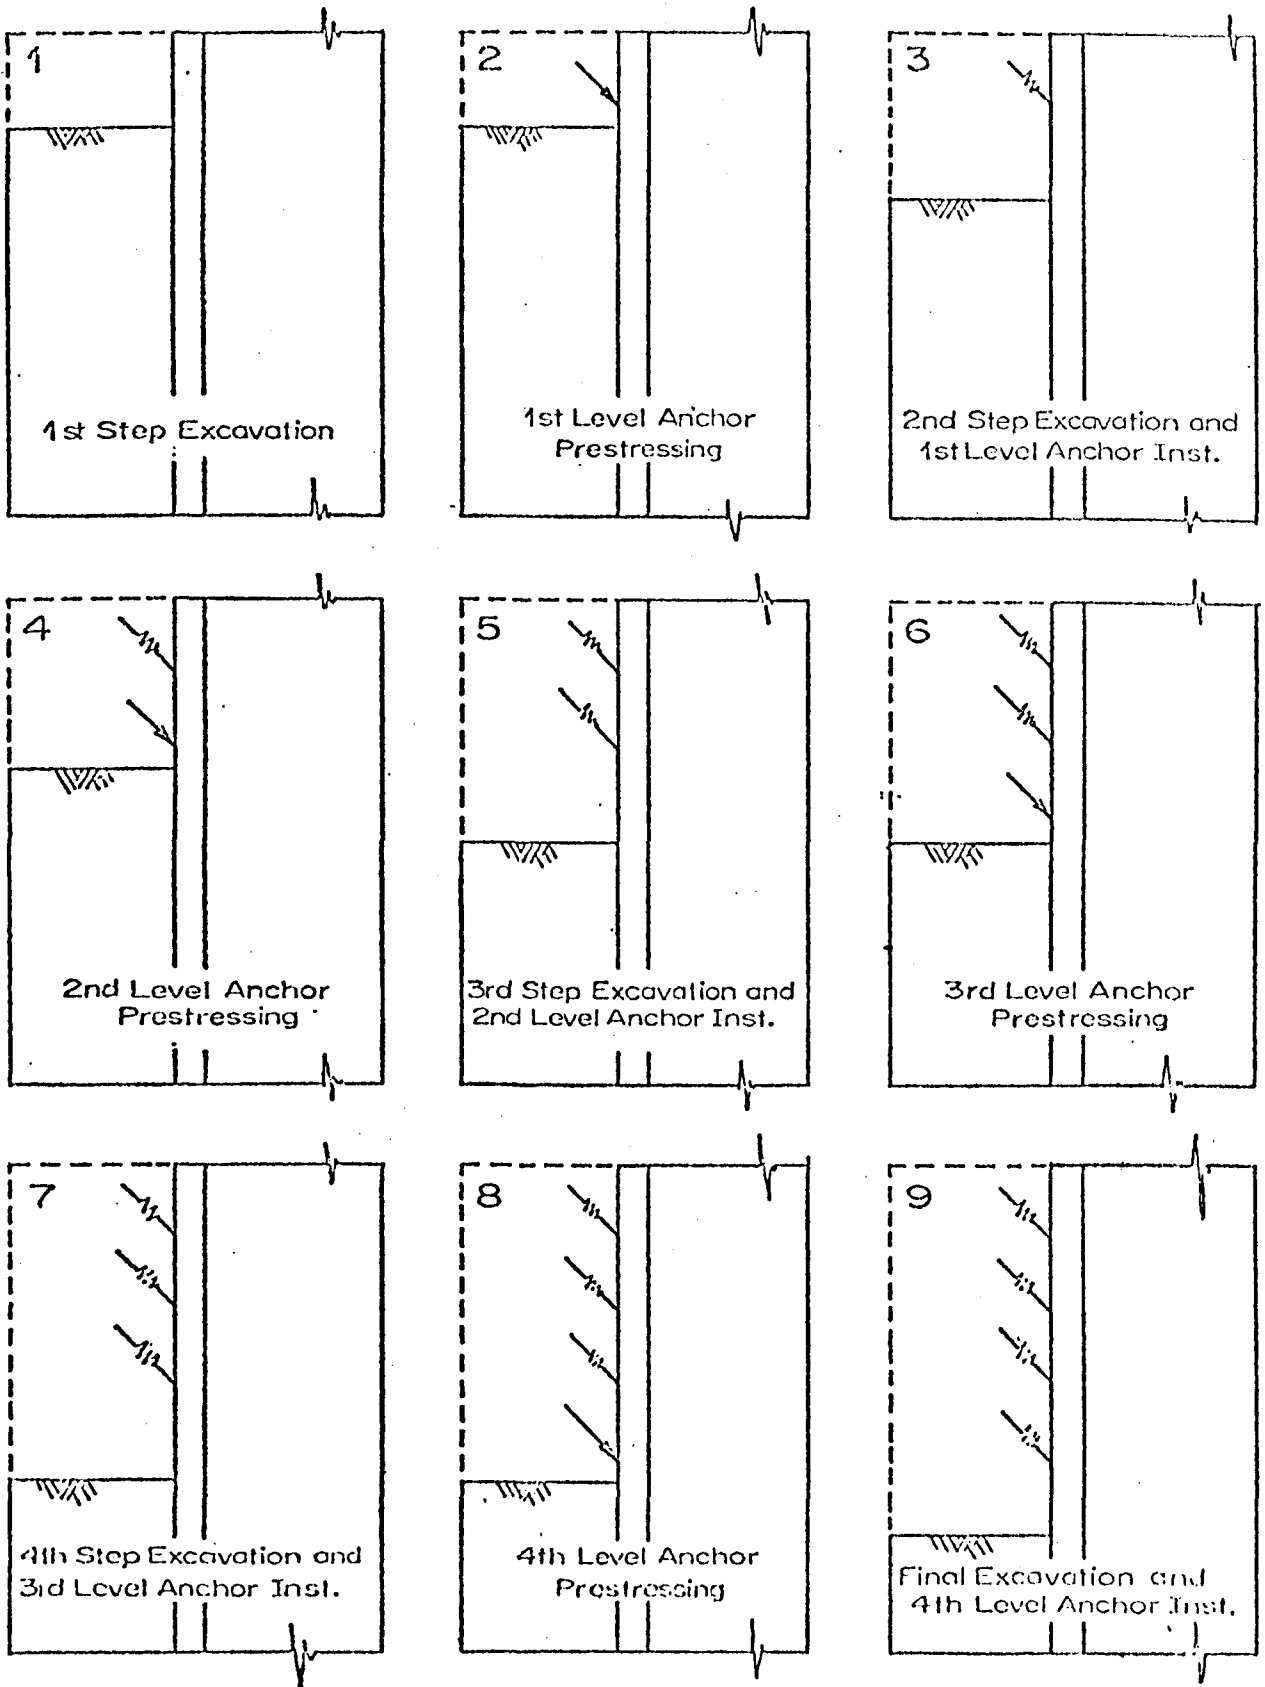 1
1st Step Excavation
2
1st Level Anchor
Prestressing
3
2nd Step Excavation and
1st Level Anchor Inst.
4
2nd Level Anchor
Prestressing
5
3rd Step Excavation and
2nd Level Anchor Inst.
6
3rd Level Anchor
Prestressing
7
4th Step Excavation and
3rd Level Anchor Inst.
8
4th Level Anchor
Prestressing
9
Final Excavation and
4th Level Anchor Inst.